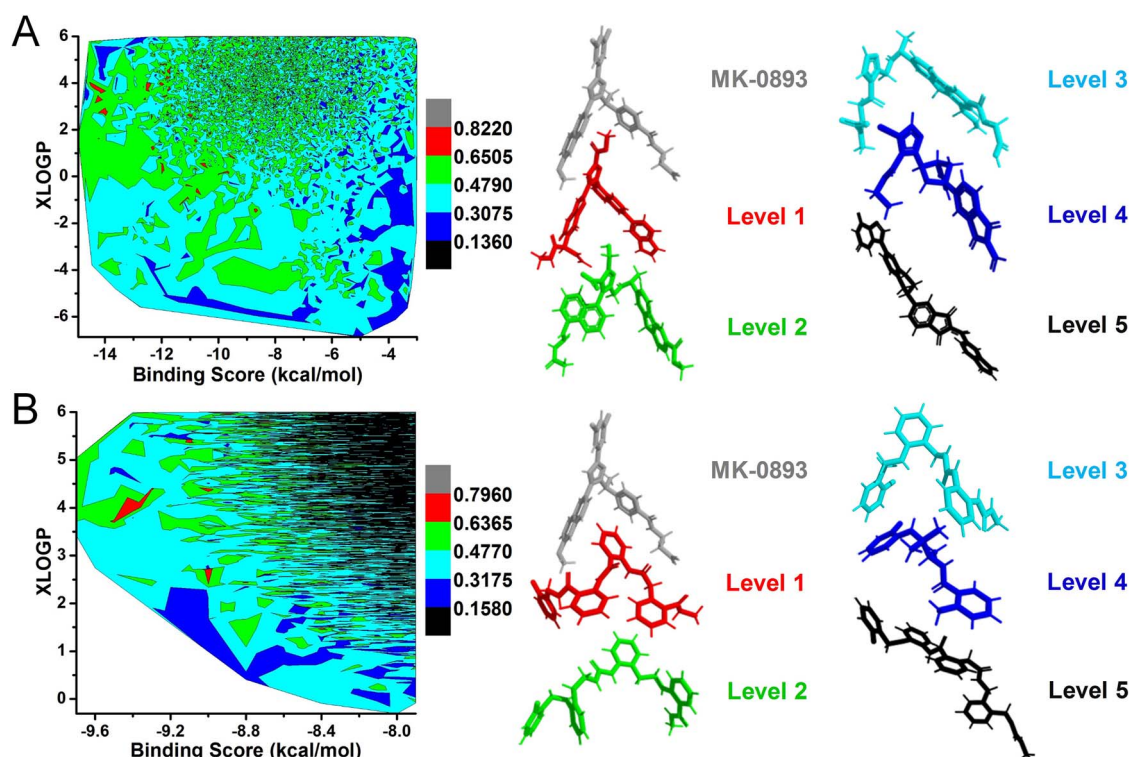 A
XLOGP
6
4
2
0
-2
-4
-6
-14 -12 -10 -8 -6 -4
Binding Score (kcal/mol)
0.8220
0.6505
0.4790
0.3075
0.1360
MK-0893
Level 1
Level 2
Level 3
Level 4
Level 5
B
XLOGP
6
5
4
3
2
1
0
-9.6 -9.2 -8.8 -8.4 -8.0
Binding Score (kcal/mol)
0.7960
0.6365
0.4770
0.3175
0.1580
MK-0893
Level 1
Level 2
Level 3
Level 4
Level 5